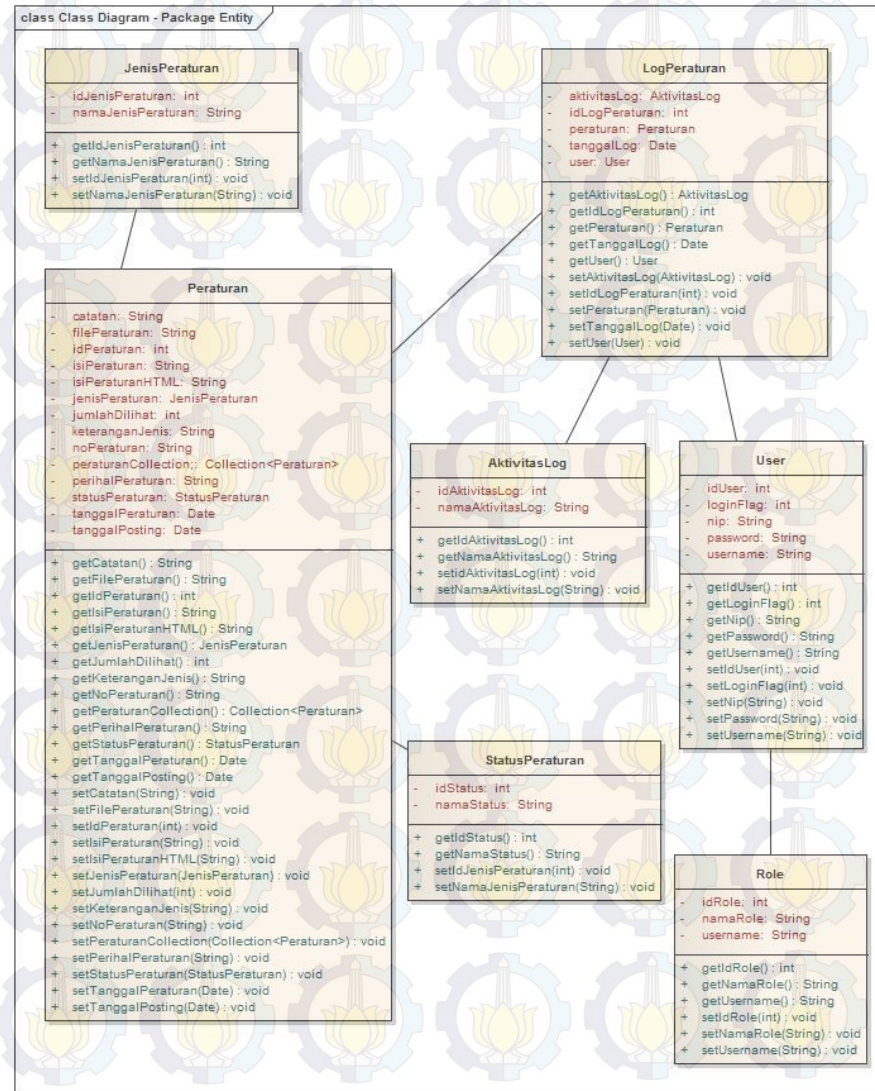 class Class Diagram - Package Entity
JenisPeraturan
- idJenisPeraturan: int
- namaJenisPeraturan: String
+ getIdJenisPeraturan() : int
+ getNamaJenisPeraturan() : String
+ setIdJenisPeraturan(int) : void
+ setNamaJenisPeraturan(String) : void
LogPeraturan
- aktivitasLog: AktivitasLog
- idLogPeraturan: int
- peraturan: Peraturan
- tanggalLog: Date
- user: User
+ getAktivitasLog() : AktivitasLog
+ getIdLogPeraturan() : int
+ getPeraturan() : Peraturan
+ getTanggalLog() : Date
+ getUser() : User
+ setAktivitasLog(AktivitasLog) : void
+ setIdLogPeraturan(int) : void
+ setPeraturan(Peraturan) : void
+ setTanggalLog(Date) : void
+ setUser(User) : void
Peraturan
- catatan: String
- filePeraturan: String
- idPeraturan: int
- isiPeraturan: String
- isiPeraturanHTML: String
- jenisPeraturan: JenisPeraturan
- jumlahDilihat: int
- keteranganJenis: String
- noPeraturan: String
- peraturanCollection;: Collection<Peraturan>
- perihalPeraturan: String
- statusPeraturan: StatusPeraturan
- tanggalPeraturan: Date
- tanggalPosting: Date
+ getCatatan() : String
+ getFilePeraturan() : String
+ getIdPeraturan() : int
+ getIsiPeraturan() : String
+ getIsiPeraturanHTML() : String
+ getJenisPeraturan() : JenisPeraturan
+ getJumlahDilihat() : int
+ getKeteranganJenis() : String
+ getNoPeraturan() : String
+ getPeraturanCollection() : Collection<Peraturan>
+ getPerihalPeraturan() : String
+ getStatusPeraturan() : StatusPeraturan
+ getTanggalPeraturan() : Date
+ getTanggalPosting() : Date
+ setCatatan(String) : void
+ setFilePeraturan(String) : void
+ setIdPeraturan(int) : void
+ setIsiPeraturan(String) : void
+ setIsiPeraturanHTML(String) : void
+ setJenisPeraturan(JenisPeraturan) : void
+ setJumlahDilihat(int) : void
+ setKeteranganJenis(String) : void
+ setNoPeraturan(String) : void
+ setPeraturanCollection(Collection<Peraturan>) : void
+ setPerihalPeraturan(String) : void
+ setStatusPeraturan(StatusPeraturan) : void
+ setTanggalPeraturan(Date) : void
+ setTanggalPosting(Date) : void
AktivitasLog
- idAktivitasLog: int
- namaAktivitasLog: String
+ getIdAktivitasLog() : int
+ getNamaAktivitasLog() : String
+ setidAktivitasLog(int) : void
+ setNamaAktivitasLog(String) : void
User
- idUser: int
- loginFlag: int
- nip: String
- password: String
- username: String
+ getIdUser() : int
+ getLoginFlag() : int
+ getNip() : String
+ getPassword() : String
+ getUsername() : String
+ setIdUser(int) : void
+ setLoginFlag(int) : void
+ setNip(String) : void
+ setPassword(String) : void
+ setUsername(String) : void
StatusPeraturan
- idStatus: int
- namaStatus: String
+ getIdStatus() : int
+ getNamaStatus() : String
+ setIdJenisPeraturan(int) : void
+ setNamaJenisPeraturan(String) : void
Role
- idRole: int
- namaRole: String
- username: String
+ getIdRole() : int
+ getNamaRole() : String
+ getUsername() : String
+ setIdRole(int) : void
+ setNamaRole(String) : void
+ setUsername(String) : void